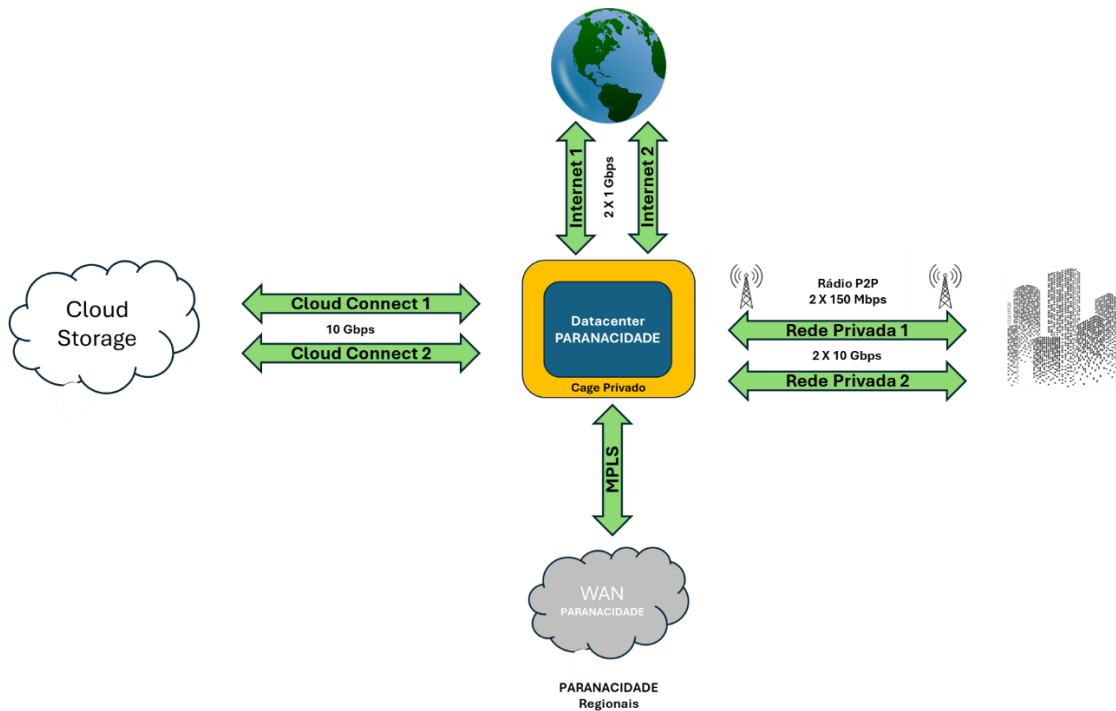 Internet 1
2 X 1 Gbps
Internet 2
Cloud
Storage
Cloud Connect 1
10 Gbps
Cloud Connect 2
Datacenter
PARANACIDADE
Cage Privado
Rádio P2P
2 X 150 Mbps
Rede Privada 1
2 X 10 Gbps
Rede Privada 2
MPLS
WAN
PARANACIDADE
PARANACIDADE
Regionais